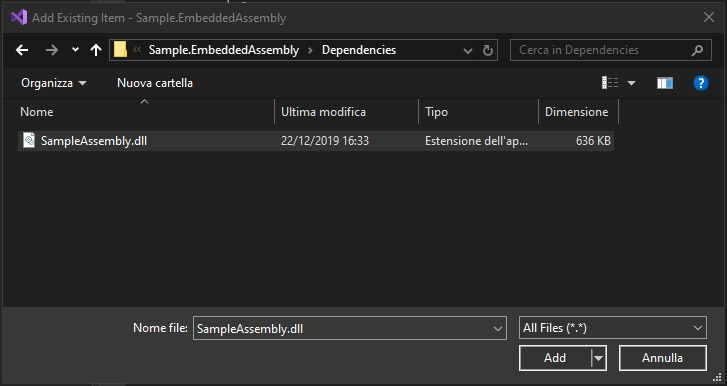 Add Existing Item - Sample.EmbeddedAssembly
« Sample.EmbeddedAssembly › Dependencies Cerca in Dependencies
Organizza Nuova cartella
Nome Ultima modifica Tipo Dimensione
SampleAssembly.dll 22/12/2019 16:33 Estensione dell'ap... 636 KB
Nome file: SampleAssembly.dll All Files (*.*)
Add Annulla